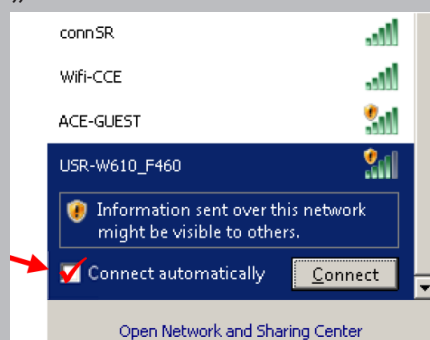 connSR
Wifi-CCE
ACE-GUEST
USR-W610_F460
Information sent over this network
might be visible to others.
Connect automatically Connect
Open Network and Sharing Center